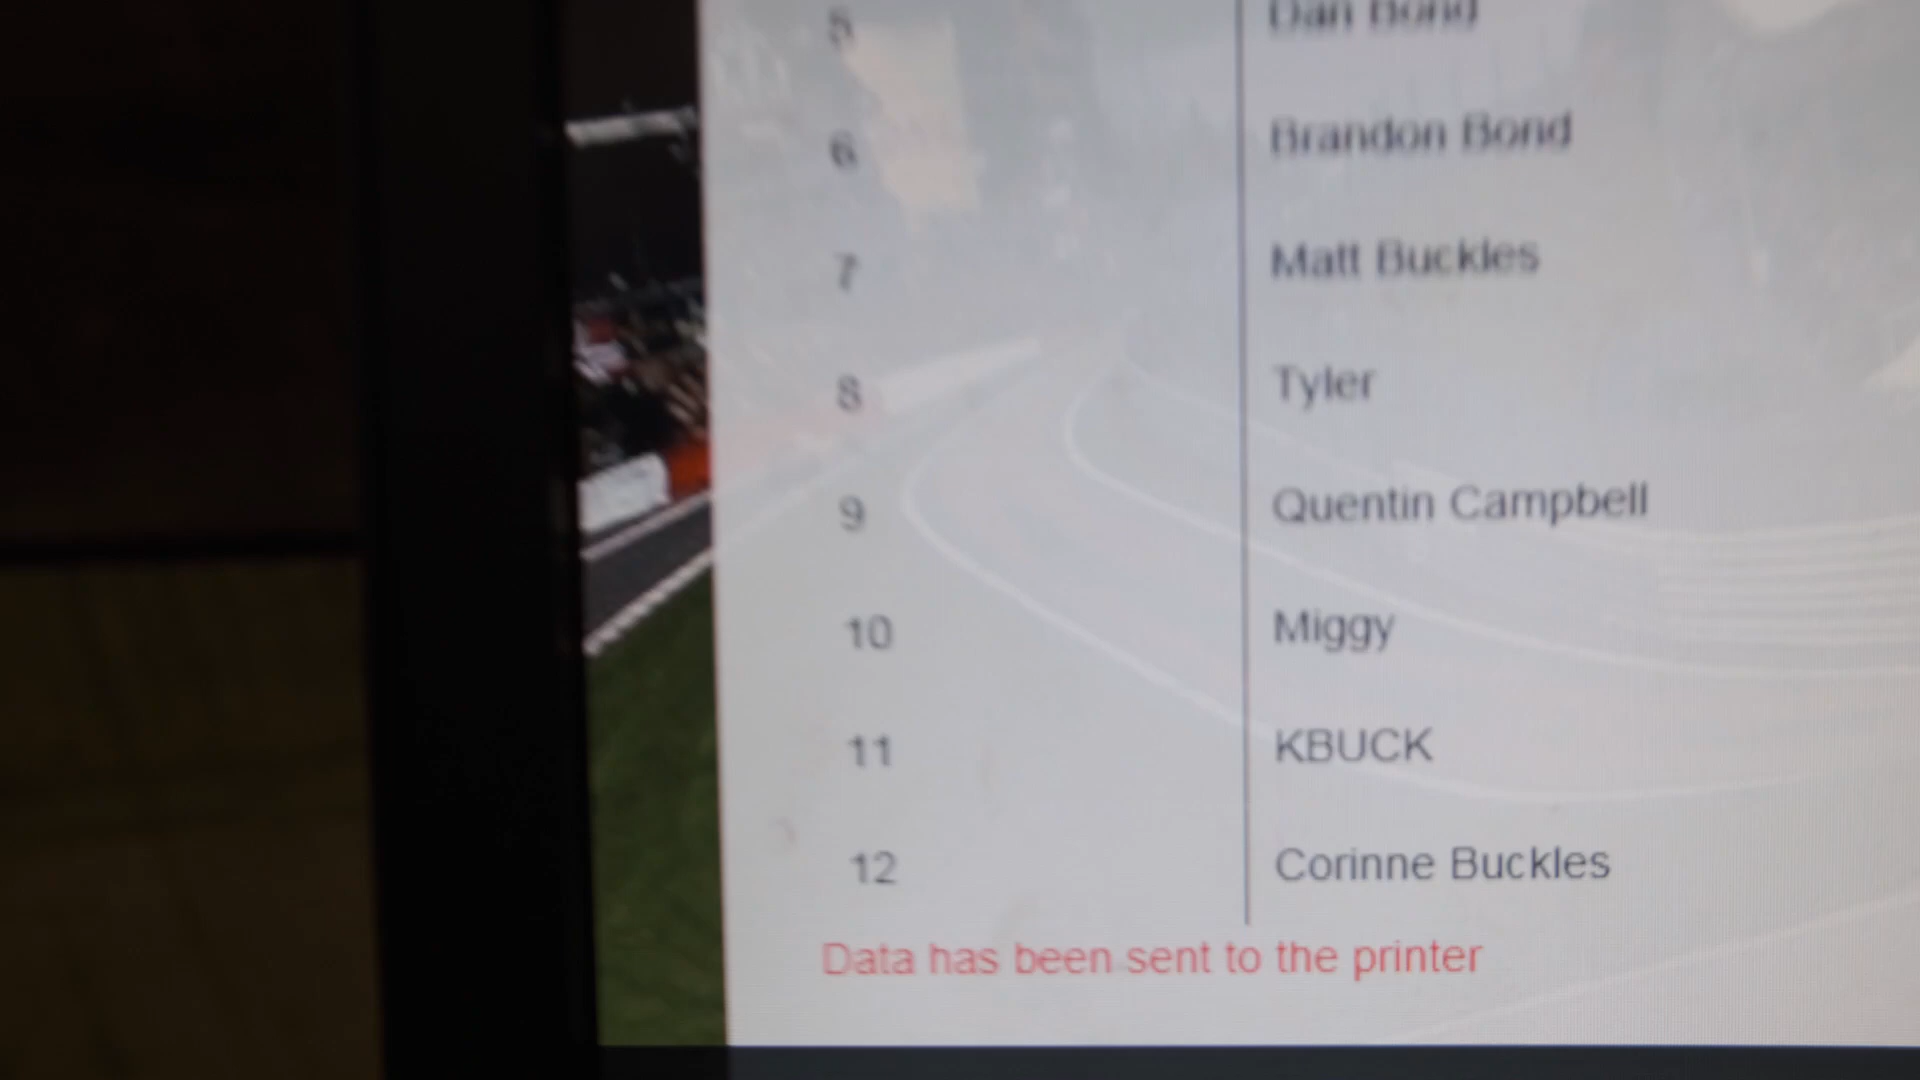 5 Dan Bond
6 Brandon Bond
7 Matt Buckles
8 Tyler
9 Quentin Campbell
10 Miggy
11 KBUCK
12 Corinne Buckles
Data has been sent to the printer